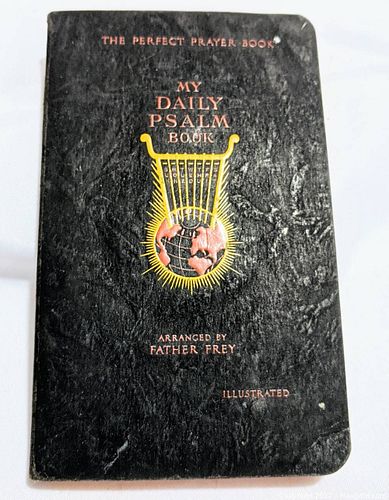 THE PERFECT PRAYER BOOK
MY
DAILY
PSALM
BOOK
ARRANGED BY
FATHER FREY
ILLUSTRATED